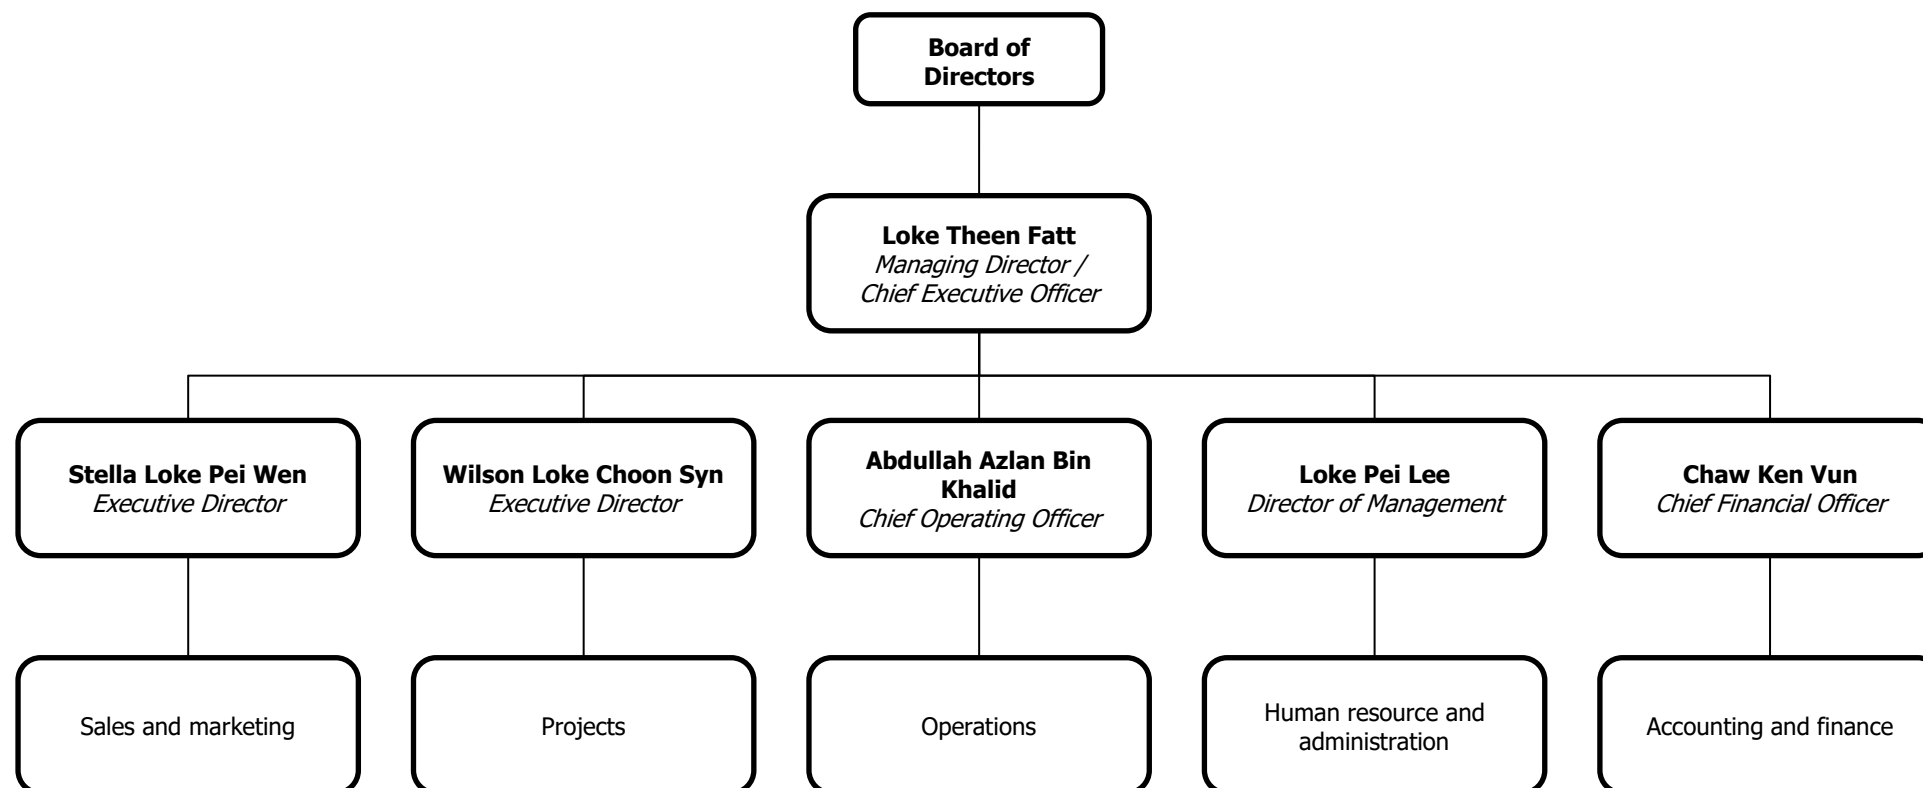 Board of
Directors
Loke Theen Fatt
Managing Director /
Chief Executive Officer
Stella Loke Pei Wen
Executive Director
Wilson Loke Choon Syn
Executive Director
Abdullah Azlan Bin
Khalid
Chief Operating Officer
Loke Pei Lee
Director of Management
Chaw Ken Vun
Chief Financial Officer
Sales and marketing
Projects
Operations
Human resource and
administration
Accounting and finance